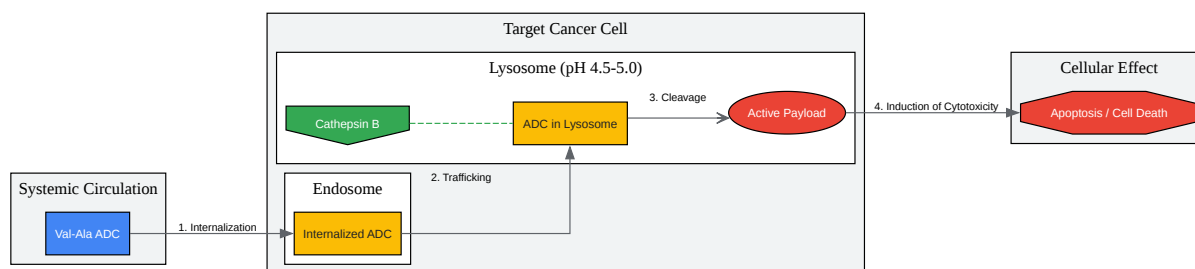 Target Cancer Cell
Lysosome (pH 4.5-5.0)
Cathepsin B
ADC in Lysosome
3. Cleavage
Active Payload
4. Induction of Cytotoxicity
Cellular Effect
Apoptosis / Cell Death
2. Trafficking
Systemic Circulation
Val-Ala ADC
1. Internalization
Endosome
Internalized ADC